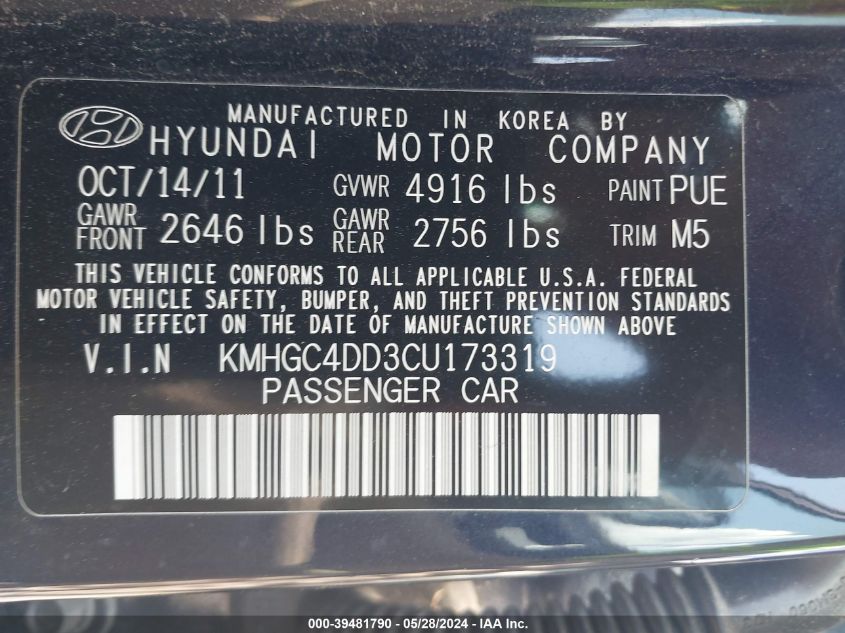 MANUFACTURED IN KOREA BY
HYUNDAI MOTOR COMPANY
OCT/14/11 GVWR 4916 lbs PAINT PUE
GAWR FRONT 2646 lbs GAWR REAR 2756 lbs TRIM M5
THIS VEHICLE CONFORMS TO ALL APPLICABLE U.S.A. FEDERAL
MOTOR VEHICLE SAFETY, BUMPER, AND THEFT PREVENTION STANDARDS
IN EFFECT ON THE DATE OF MANUFACTURE SHOWN ABOVE
V.I.N KMHGC4DD3CU173319
PASSENGER CAR
000-39481790 - 05/28/2024 - IAA Inc.